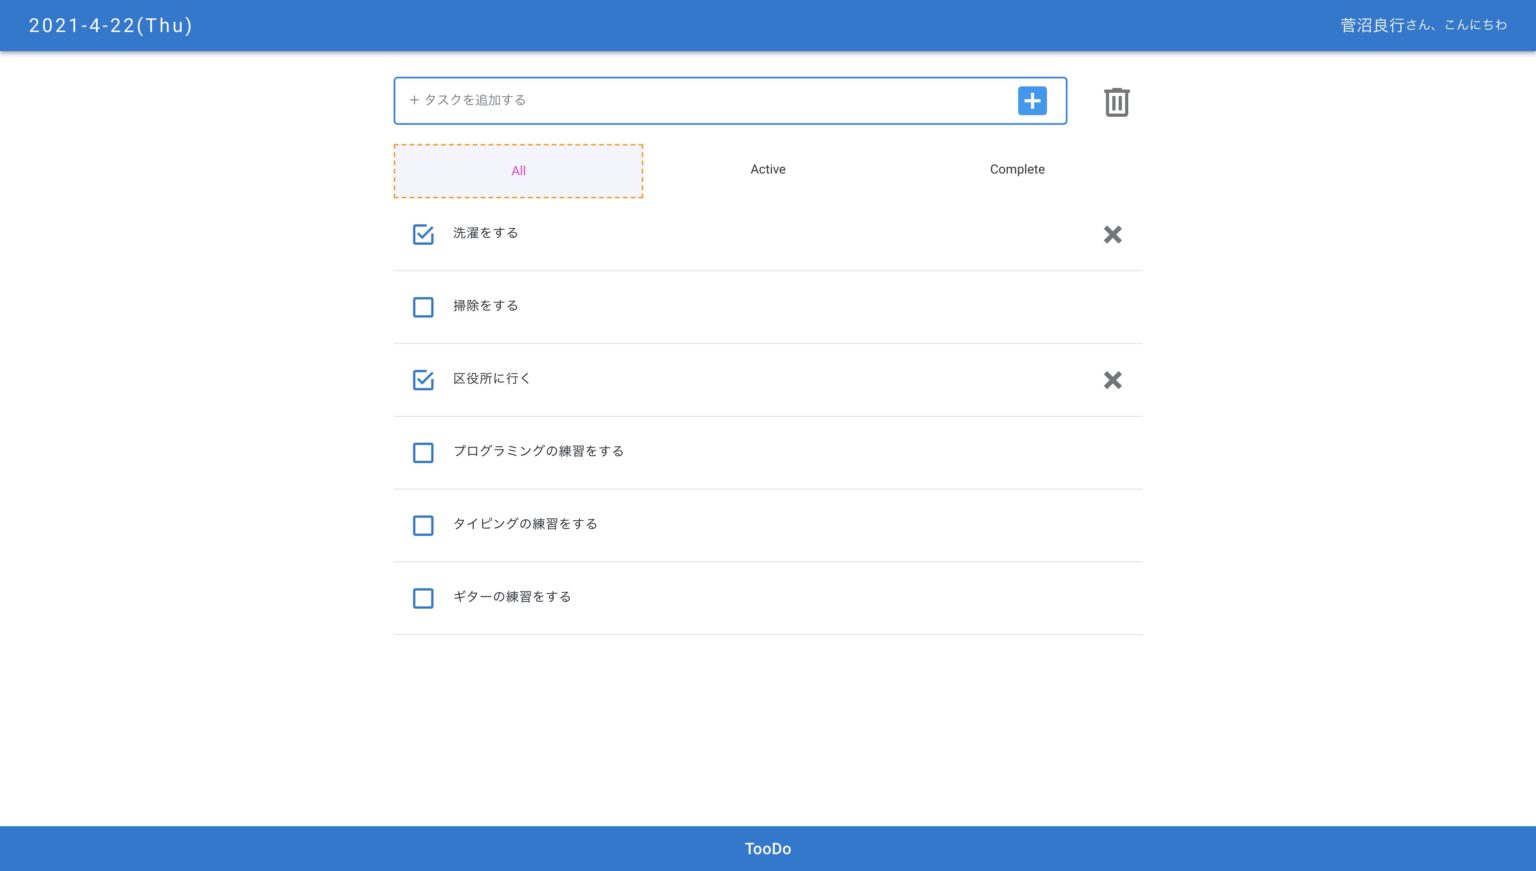 2021-4-22(Thu)
菅沼良行さん、こんにちわ
+ タスクを追加する
All
Active
Complete
洗濯をする
掃除をする
区役所に行く
プログラミングの練習をする
タイピングの練習をする
ギターの練習をする
TooDo